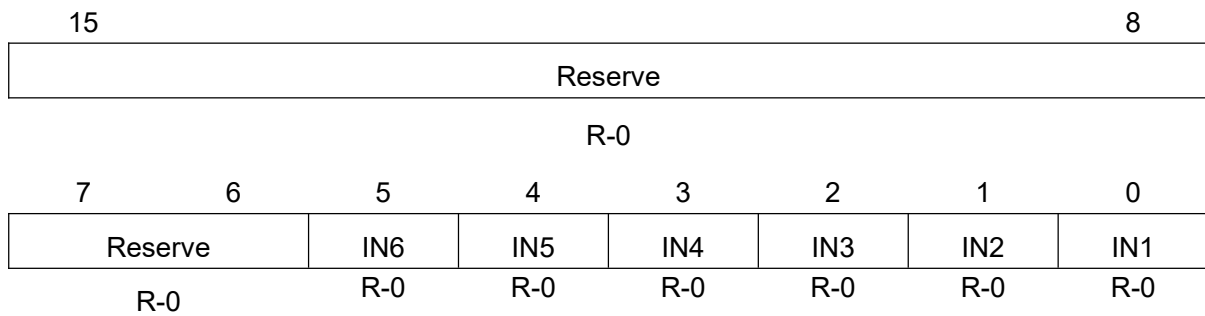 15 8
Reserve
R-0
7 6 5 4 3 2 1 0
Reserve IN6 IN5 IN4 IN3 IN2 IN1
R-0 R-0 R-0 R-0 R-0 R-0 R-0